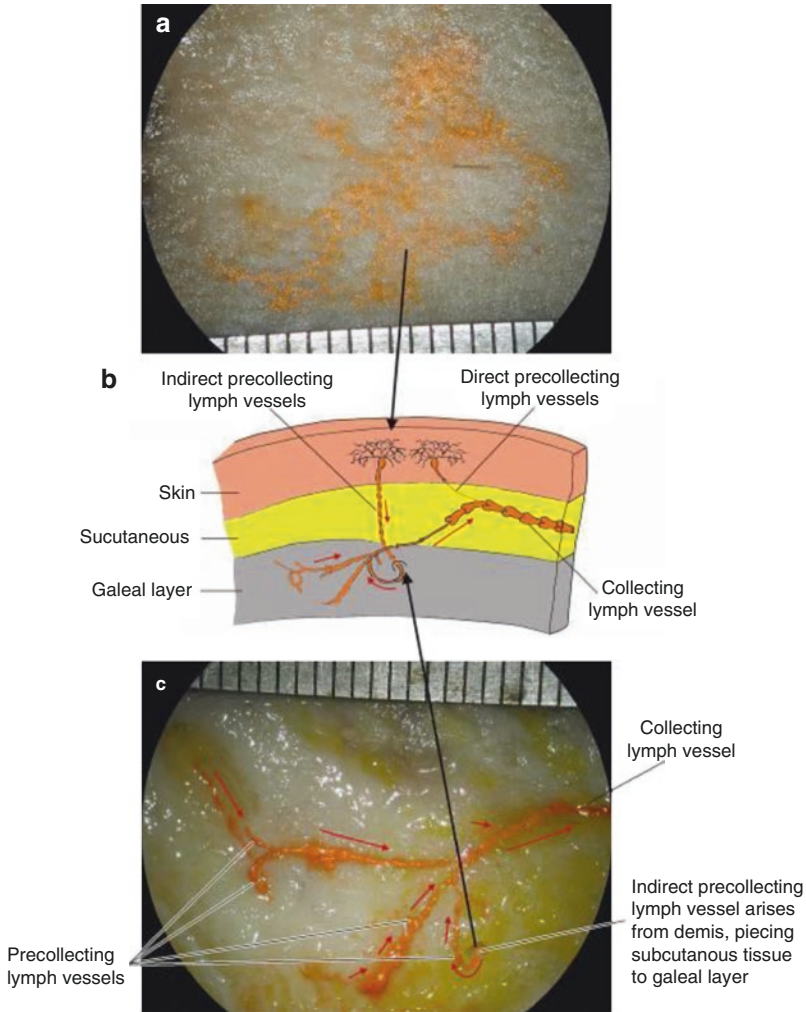 a
b
Indirect precollecting
lymph vessels
Direct precollecting
lymph vessels
Skin
Sucutaneous
Galeal layer
Collecting
lymph vessel
c
Collecting
lymph vessel
Indirect precollecting
lymph vessel arises
from demis, piecing
subcutanous tissue
to galeal layer
Precollecting
lymph vessels